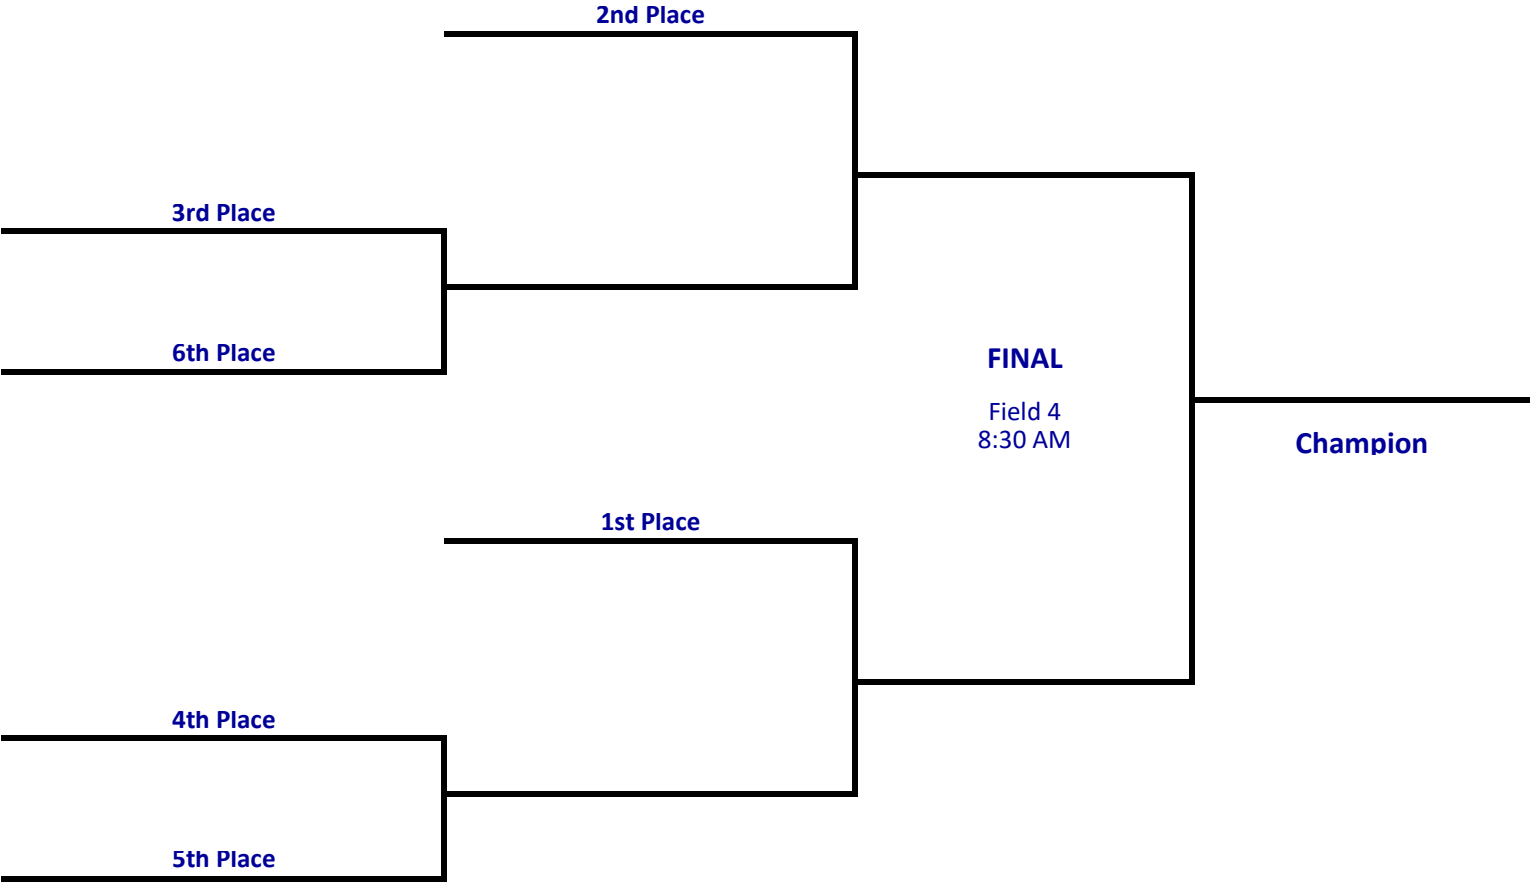 2nd Place
3rd Place
6th Place
FINAL
Field 4
8:30 AM
Champion
1st Place
4th Place
5th Place